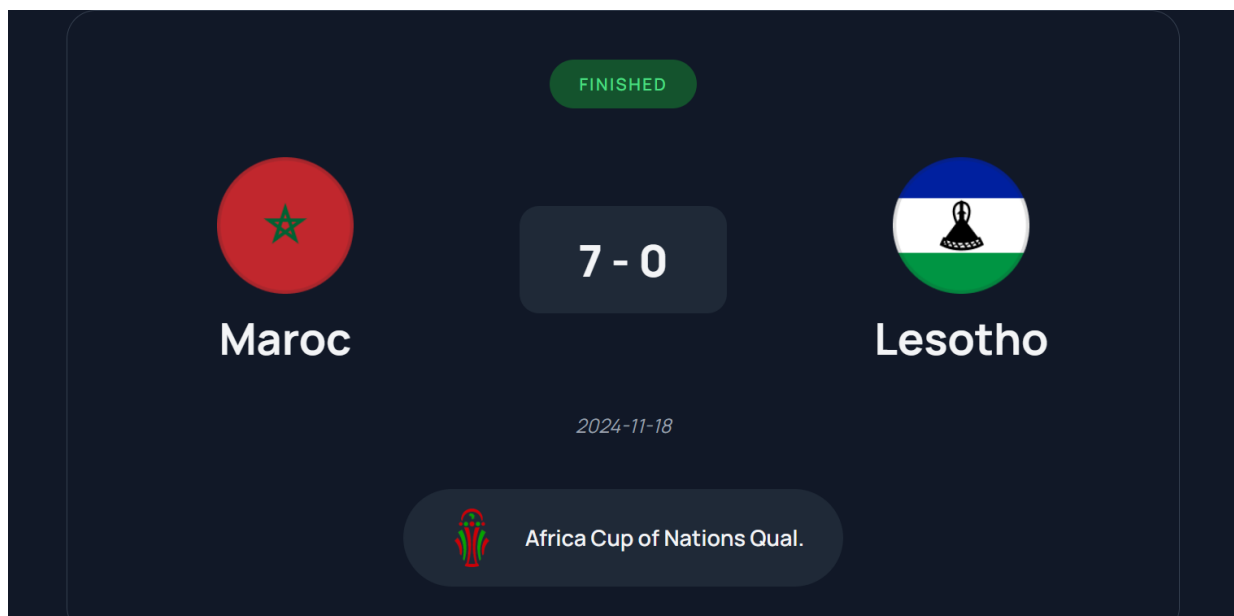 FINISHED
7 - 0
Maroc
Lesotho
2024-11-18
Africa Cup of Nations Qual.